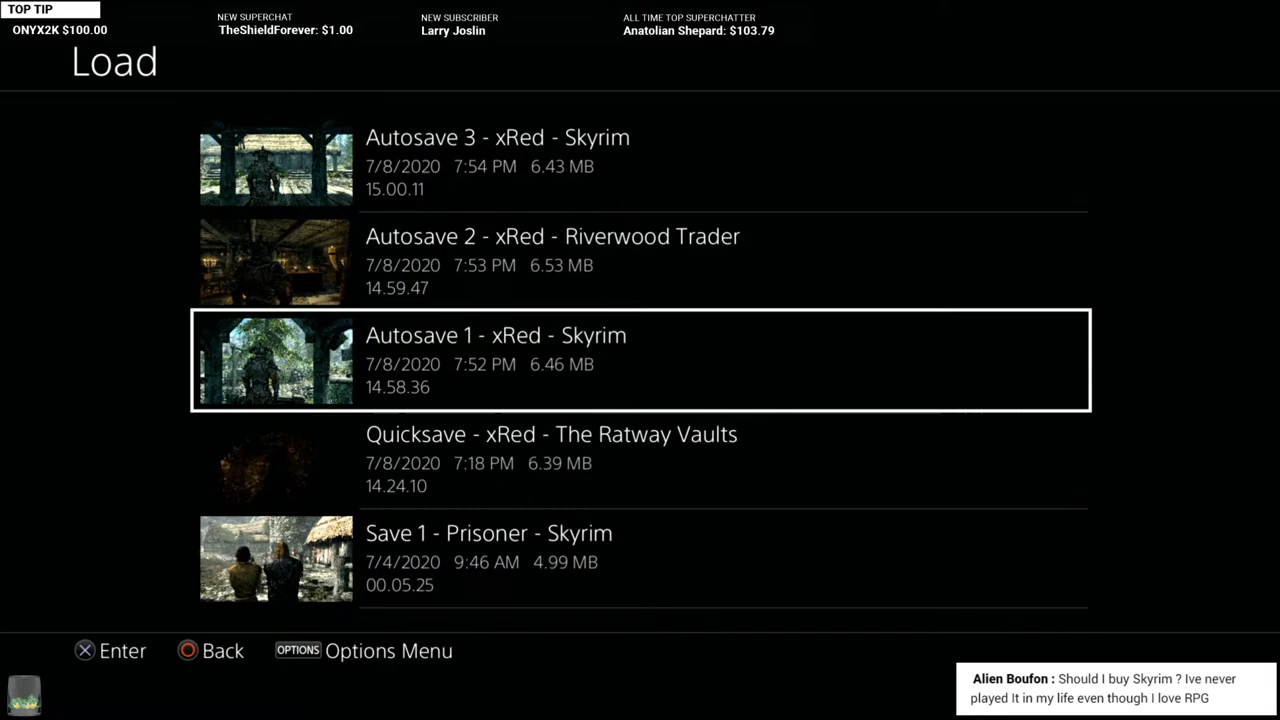 TOP TIP
ONYX2K $100.00
NEW SUPERCHAT
TheShieldForever: $1.00
NEW SUBSCRIBER
Larry Joslin
ALL TIME TOP SUPERCHATTER
Anatolian Shepard: $103.79
Load
Autosave 3 - xRed - Skyrim
7/8/2020 7:54 PM 6.43 MB
15.00.11
Autosave 2 - xRed - Riverwood Trader
7/8/2020 7:53 PM 6.53 MB
14.59.47
Autosave 1 - xRed - Skyrim
7/8/2020 7:52 PM 6.46 MB
14.58.36
Quicksave - xRed - The Ratway Vaults
7/8/2020 7:18 PM 6.39 MB
14.24.10
Save 1 - Prisoner - Skyrim
7/4/2020 9:46 AM 4.99 MB
00.05.25
Enter Back OPTIONS Options Menu
Alien Boufon : Should I buy Skyrim ? Ive never
played It in my life even though I love RPG